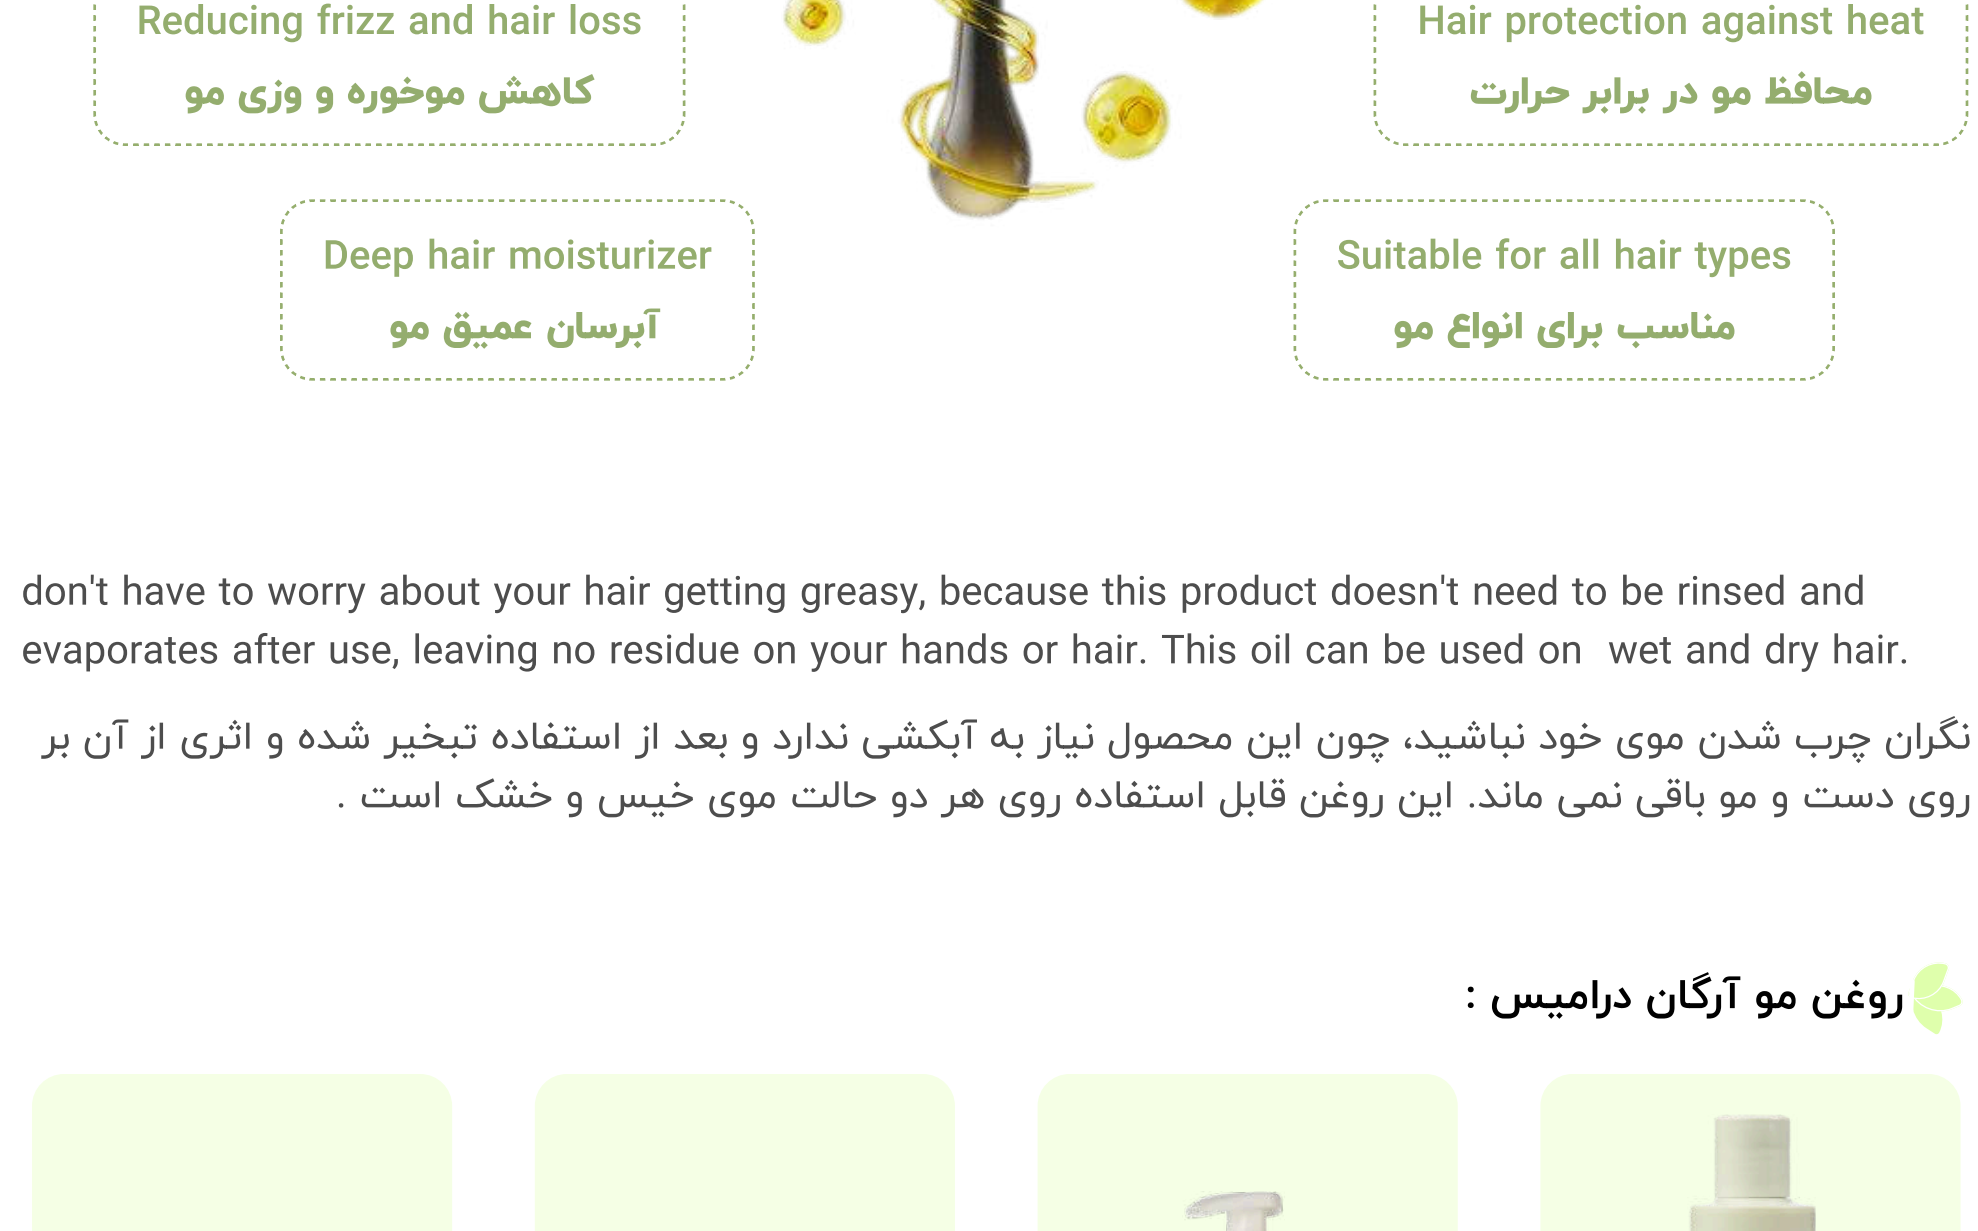 Reducing frizz and hair loss
کاهش موخوره و وزی مو
Hair protection against heat
محافظ مو در برابر حرارت
Deep hair moisturizer
آبرسان عمیق مو
Suitable for all hair types
مناسب برای انواع مو
don't have to worry about your hair getting greasy, because this product doesn't need to be rinsed and
evaporates after use, leaving no residue on your hands or hair. This oil can be used on  wet and dry hair.
نگران چرب شدن موی خود نباشید، چون این محصول نیاز به آبکشی ندارد و بعد از استفاده تبخیر شده و اثری از آن بر
روی دست و مو باقی نمی ماند. این روغن قابل استفاده روی هر دو حالت موی خیس و خشک است .
روغن مو آرگان درامیس :